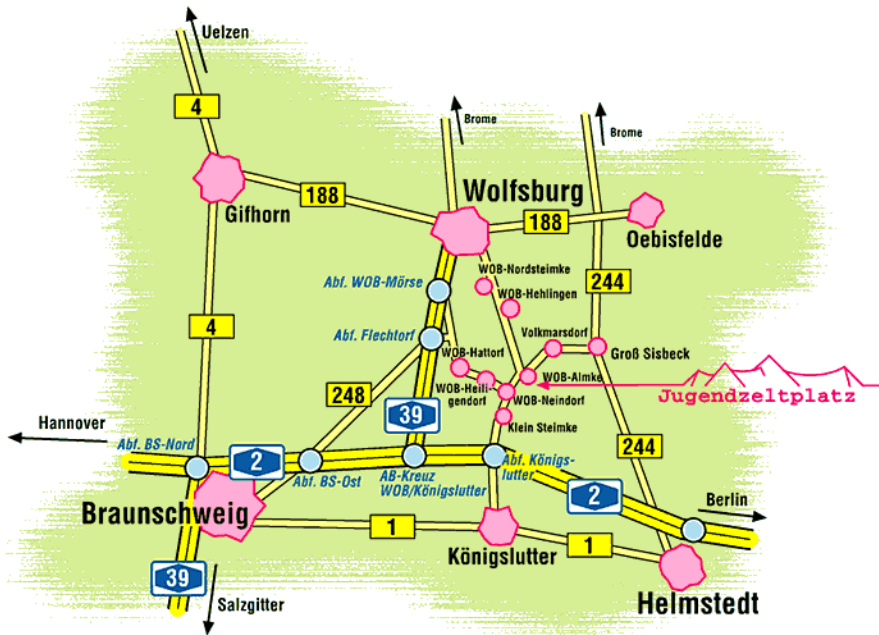 Uelzen
4
Brome
Brome
Gifhorn
188
Wolfsburg
188
Oebisfelde
WOB-Nordsteimke
Abf. WOB-Mörse
WOB-Hehlingen
244
4
Abf. Flechtorf
Volkmarsdorf
Groß Sisbeck
WOB-Hattorf
WOB-Almke
WOB-Heili-
gendorf
248
WOB-Neindorf
Jugendzeltplatz
39
Klein Steimke
Hannover
Abf. BS-Nord
2
244
Abf. BS-Ost
AB-Kreuz
WOB/Königslutter
Abf. Königs-
lutter
2
Berlin
Braunschweig
1
Königslutter
1
39
Salzgitter
Helmstedt